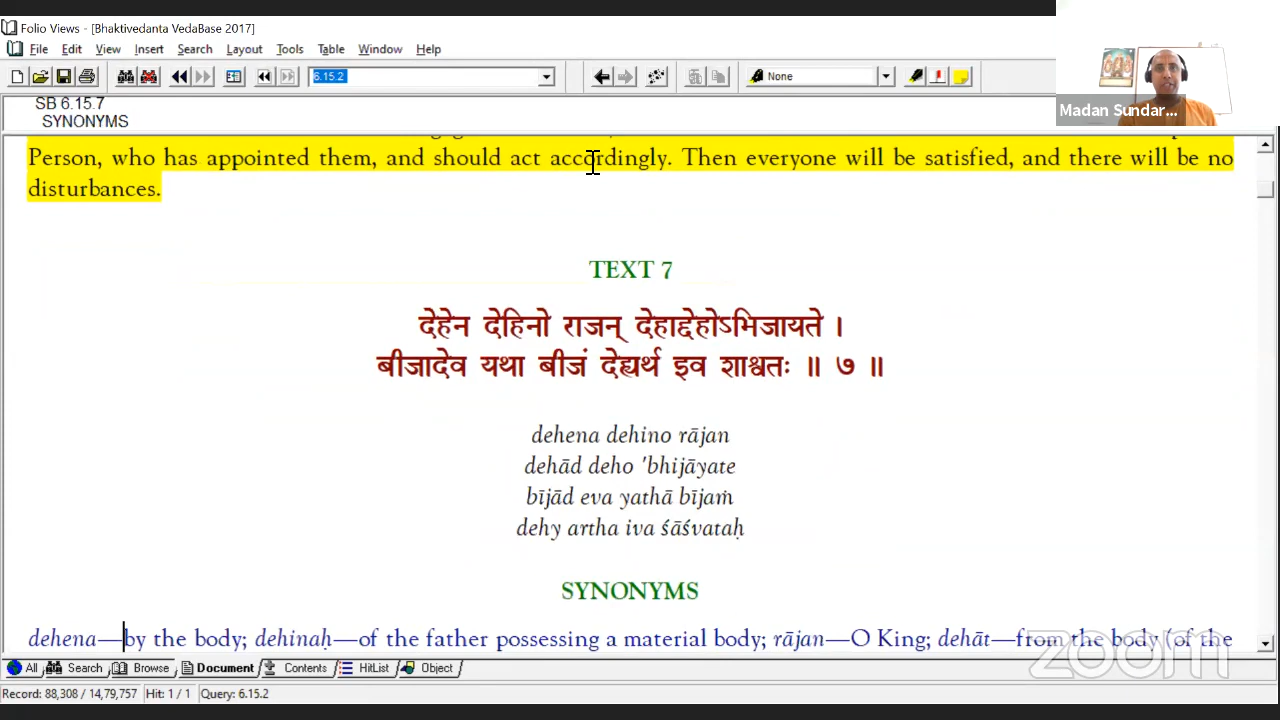 Folio Views - [Bhaktivedanta VedaBase 2017]
File Edit View Insert Search Layout Tools Table Window Help
6.15.2
None
Madan Sundar...
SB 6.15.7
SYNONYMS
Person, who has appointed them, and should act accordingly. Then everyone will be satisfied, and there will be no
disturbances.
TEXT 7
देहेन देहिनो राजन् देहाद्देहोऽभिजायते ।
बीजादेव यथा बीजं देह्यर्थ इव शाश्वतः ॥ ७ ॥
dehena dehino rājan
dehād deho 'bhijāyate
bījād eva yathā bījaṁ
dehy artha iva śāśvataḥ
SYNONYMS
dehena—by the body; dehinaḥ—of the father possessing a material body; rājan—O King; dehāt—from the body (of the
zoom
All Search Browse Document Contents HitList Object
Record: 88,308 / 14,79,757 Hit: 1 / 1 Query: 6.15.2